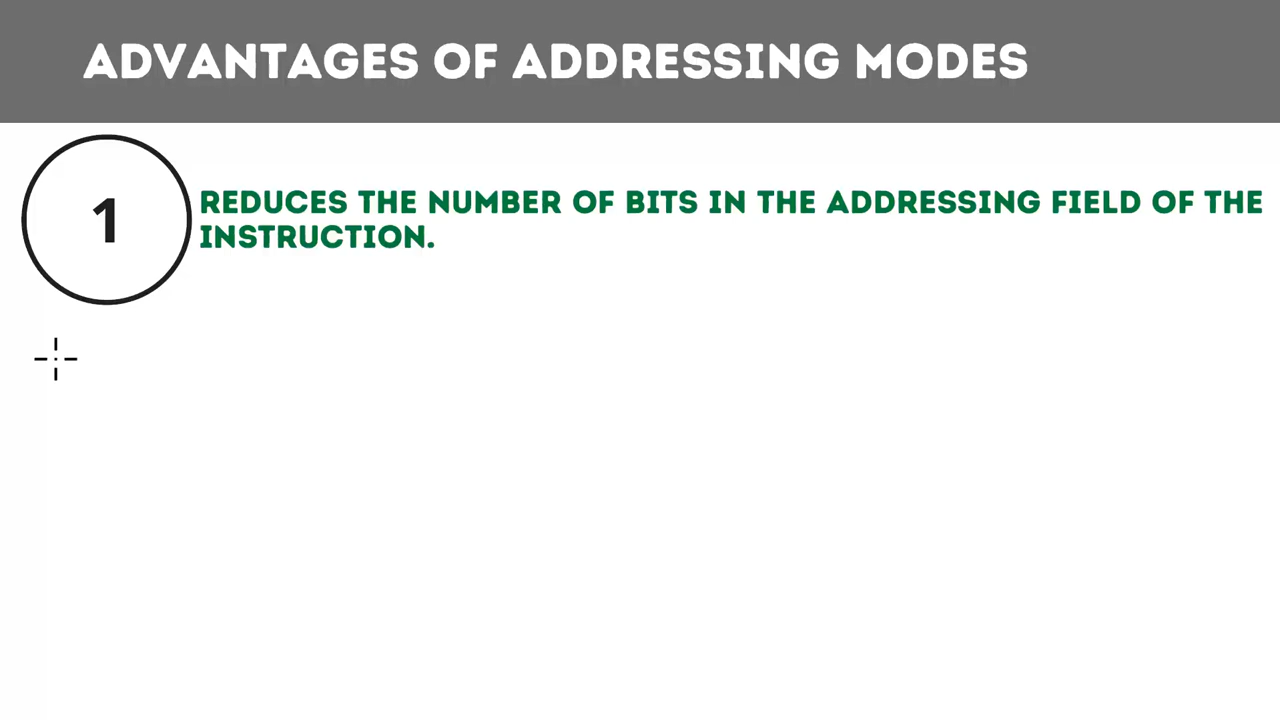 ADVANTAGES OF ADDRESSING MODES
1
REDUCES THE NUMBER OF BITS IN THE ADDRESSING FIELD OF THE
INSTRUCTION.